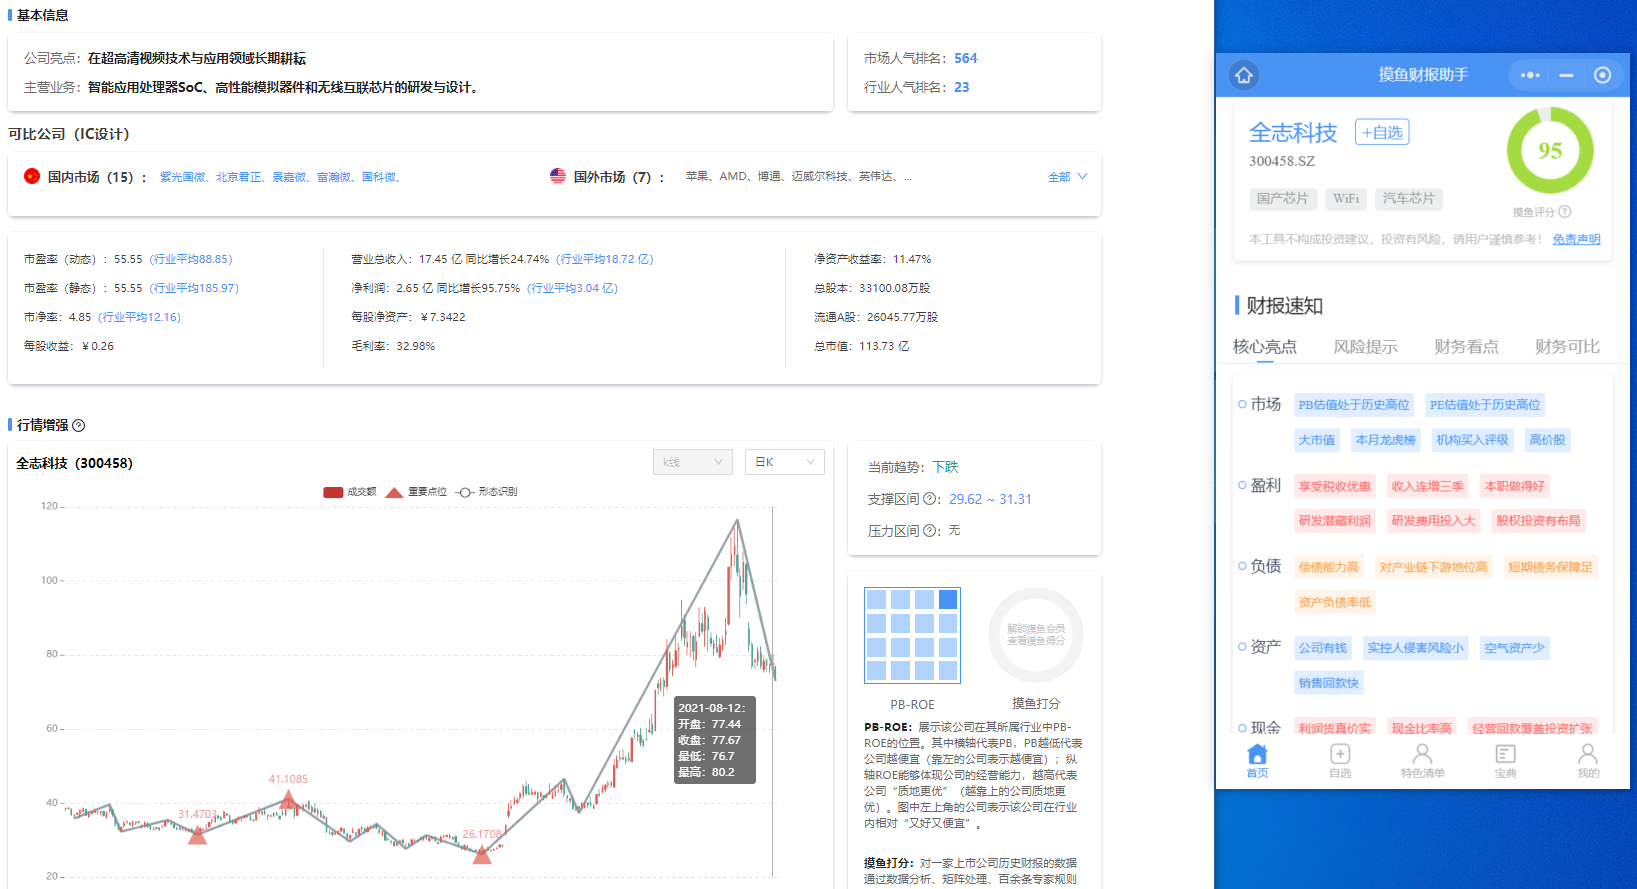 基本信息
公司亮点：在超高清视频技术与应用领域长期耕耘
主营业务：智能应用处理器SoC、高性能模拟器件和无线互联芯片的研发与设计。
市场人气排名：564
行业人气排名：23
可比公司（IC设计）
国内市场（15）： 紫光国微、北京君正、景嘉微、富瀚微、国科微、
国外市场（7）： 苹果、AMD、博通、迈威尔科技、英伟达、... 全部
市盈率（动态）：55.55（行业平均88.85）
市盈率（静态）：55.55（行业平均185.97）
市净率：4.85（行业平均12.16）
每股收益：￥0.26
营业总收入：17.45 亿 同比增长24.74%（行业平均18.72 亿）
净利润：2.65 亿 同比增长95.75%（行业平均3.04 亿）
每股净资产：￥7.3422
毛利率：32.98%
净资产收益率：11.47%
总股本：33100.08万股
流通A股：26045.77万股
总市值：113.73 亿
行情增强
全志科技（300458）
k线 日K
成交额 重要点位 形态识别
120
100
80
60
40
20
31.4703
41.1085
26.1708
2021-08-12：
开盘：77.44
收盘：77.67
最低：76.7
最高：80.2
当前趋势：下跌
支撑区间：29.62 ~ 31.31
压力区间：无
解锁摸鱼会员
查看摸鱼得分
PB-ROE 摸鱼打分
PB-ROE：展示该公司在其所属行业中PB-
ROE的位置。其中横轴代表PB，PB越低代表
公司越便宜（靠左的公司表示越便宜）；纵
轴ROE能够体现公司的经营能力，越高代表
公司“质地更优”（越靠上的公司质地更
优）。图中左上角的公司表示该公司在行业
内相对“又好又便宜”。
摸鱼打分：对一家上市公司历史财报的数据
通过数据分析、矩阵处理、百余条专家规则
摸鱼财报助手
全志科技 +自选
300458.SZ
国产芯片 WiFi 汽车芯片
95
摸鱼评分
本工具不构成投资建议，投资有风险，请用户谨慎参考！ 免责声明
财报速知
核心亮点 风险提示 财务看点 财务可比
市场 PB估值处于历史高位 PE估值处于历史高位
大市值 本月龙虎榜 机构买入评级 高价股
盈利 享受税收优惠 收入连增三季 本职做得好
研发潜藏利润 研发费用投入大 股权投资有布局
负债 偿债能力高 对产业链下游地位高 短期债务保障足
资产负债率低
资产 公司有钱 实控人侵害风险小 空气资产少
销售回款快
现金 利润货真价实 现金比率高 经营回款覆盖投资扩张
首页 自选 特色清单 宝典 我的